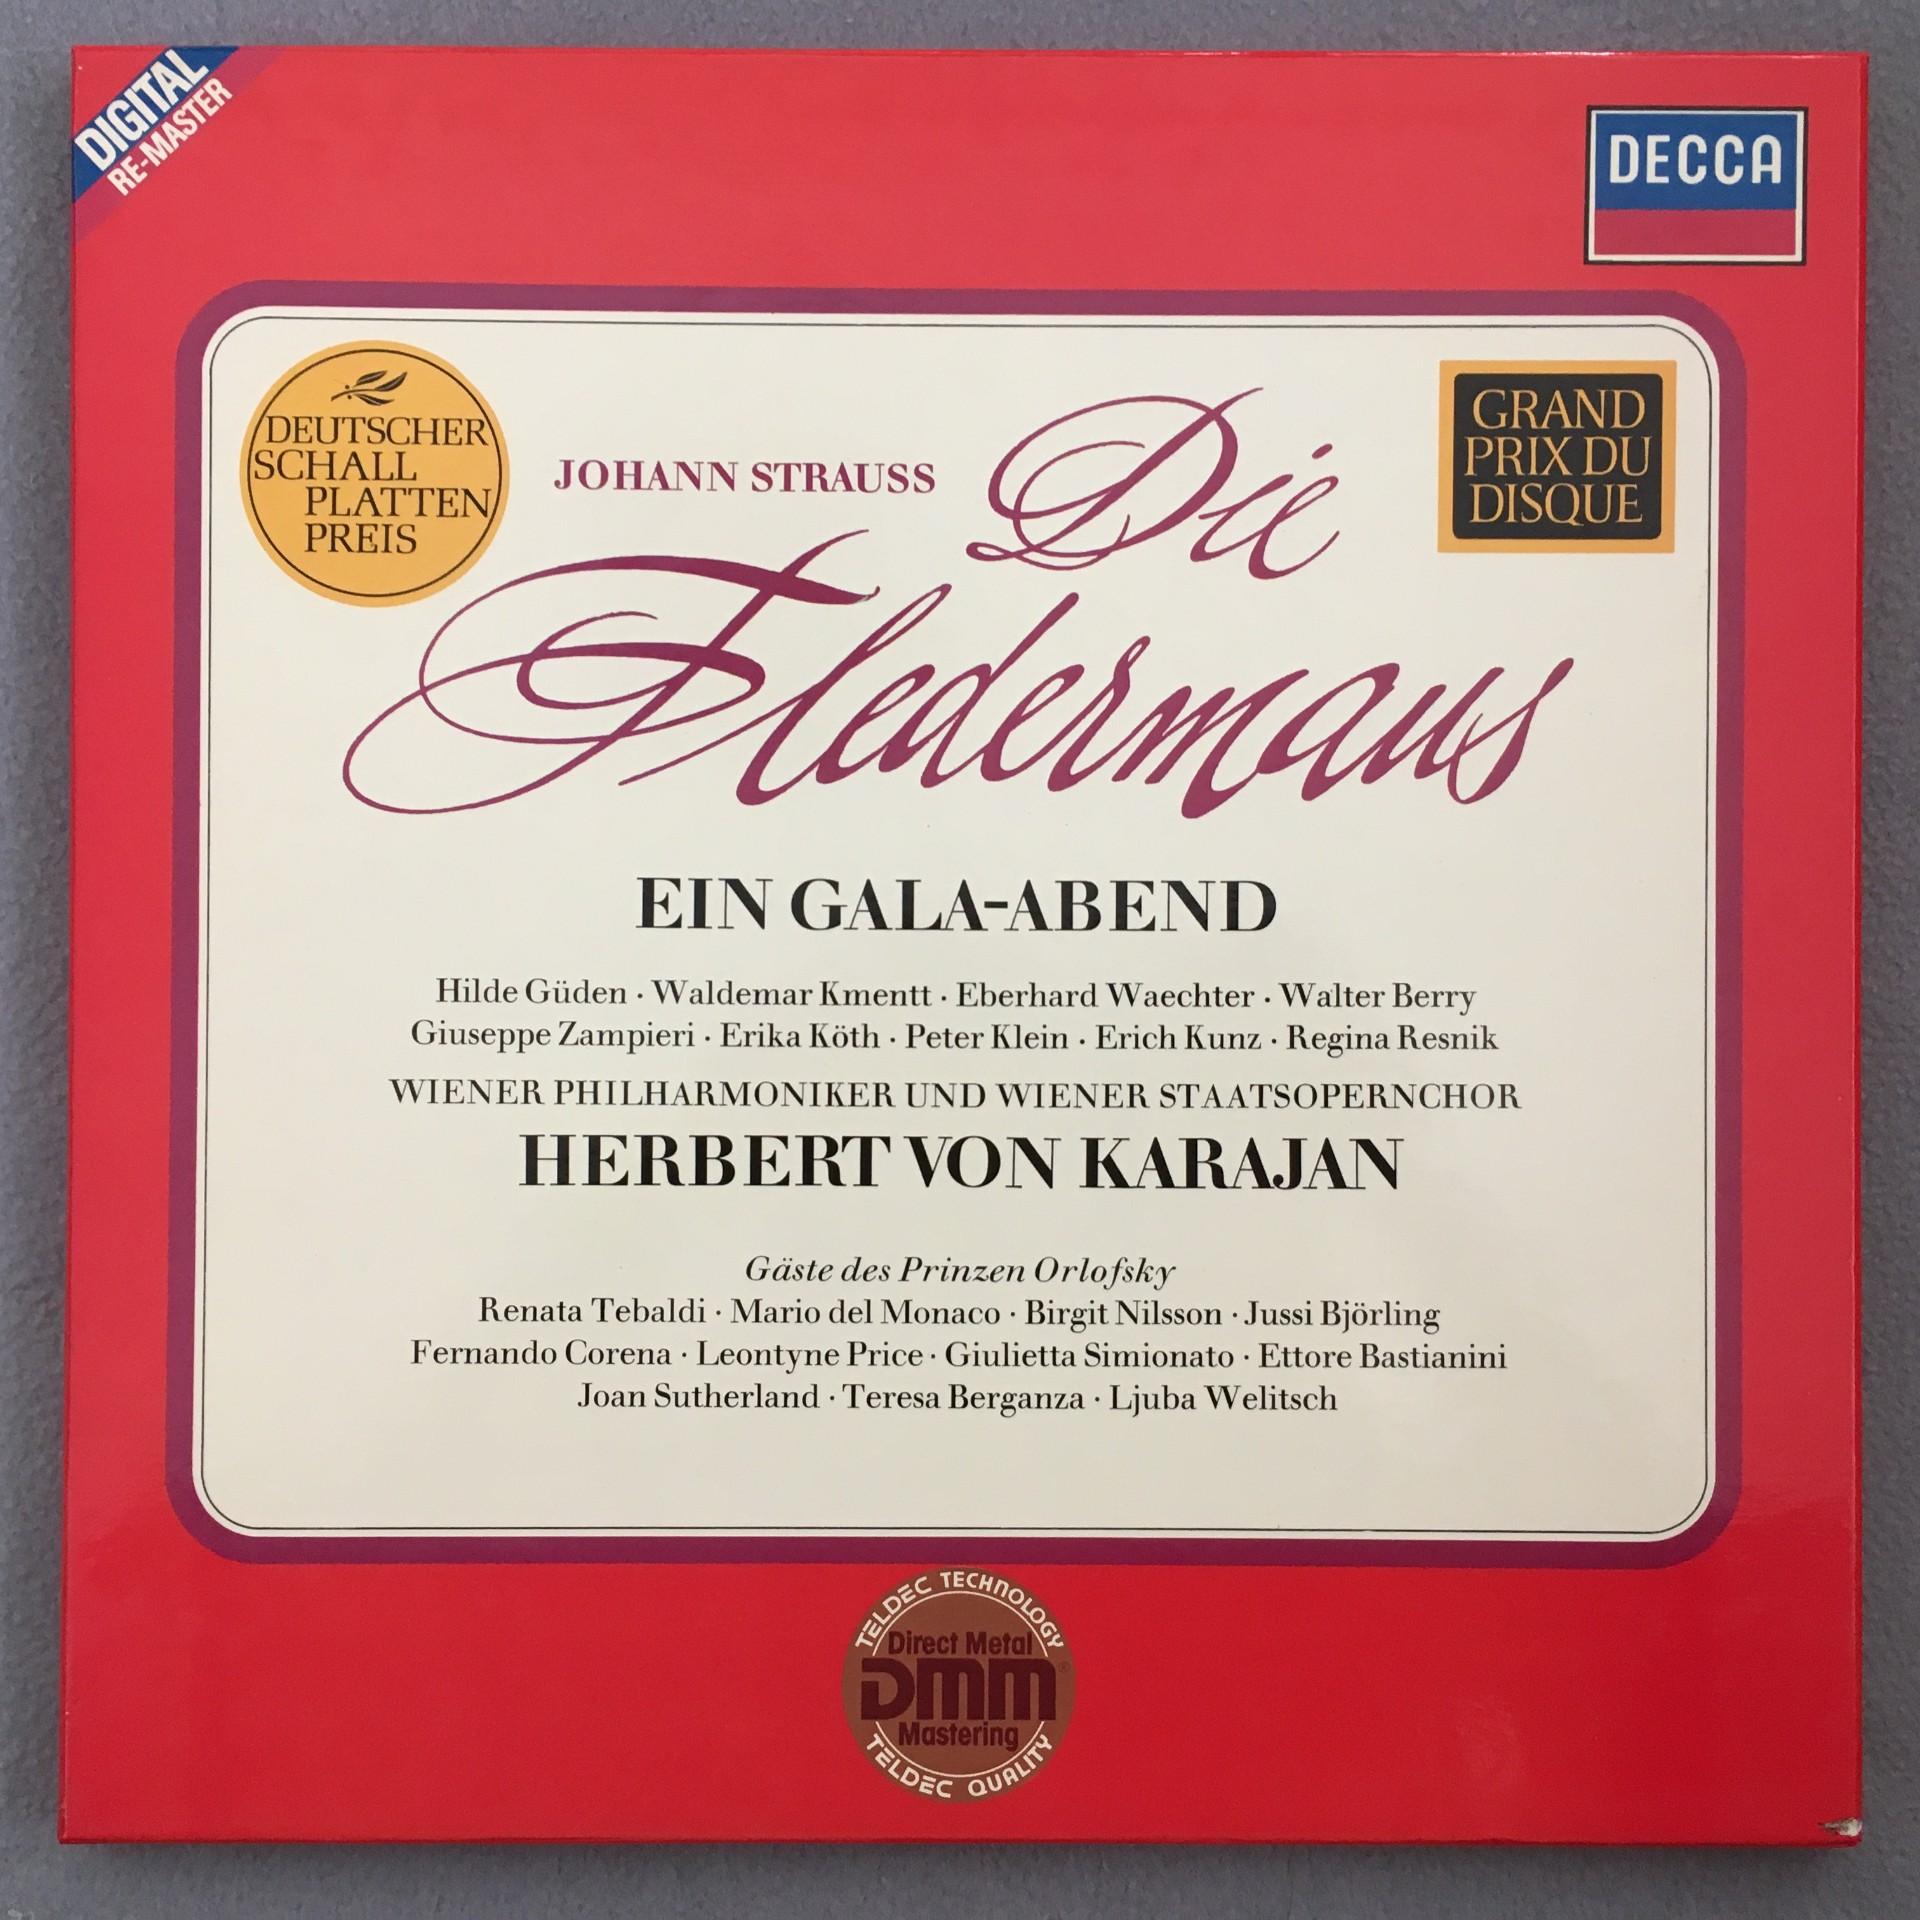 DIGITAL
RE-MASTER
DECCA
DEUTSCHER
SCHALL
PLATTEN
PREIS
GRAND
PRIX DU
DISQUE
JOHANN STRAUSS
Die
Fledermaus
EIN GALA-ABEND
Hilde Güden · Waldemar Kmentt · Eberhard Waechter · Walter Berry
Giuseppe Zampieri · Erika Köth · Peter Klein · Erich Kunz · Regina Resnik
WIENER PHILHARMONIKER UND WIENER STAATSOPERNCHOR
HERBERT VON KARAJAN
Gäste des Prinzen Orlofsky
Renata Tebaldi · Mario del Monaco · Birgit Nilsson · Jussi Björling
Fernando Corena · Leontyne Price · Giulietta Simionato · Ettore Bastianini
Joan Sutherland · Teresa Berganza · Ljuba Welitsch
TELDEC TECHNOLOGY
Direct Metal
DMM®
Mastering
TELDEC QUALITY